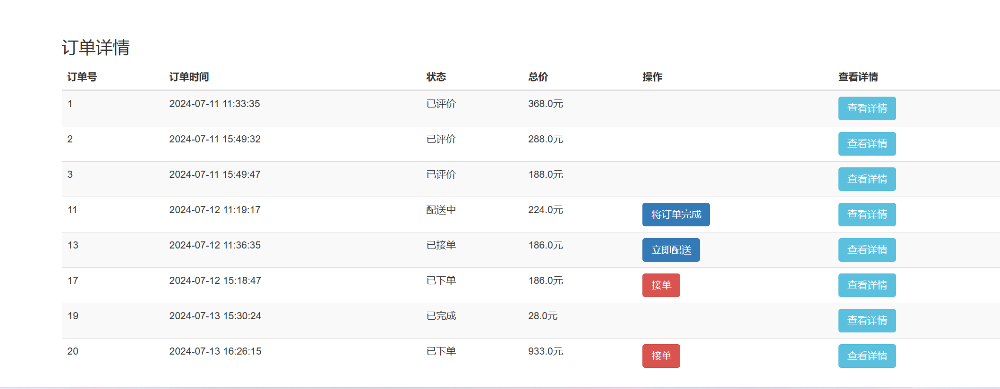 订单详情
订单号 订单时间 状态 总价 操作 查看详情
1 2024-07-11 11:33:35 已评价 368.0元 查看详情
2 2024-07-11 15:49:32 已评价 288.0元 查看详情
3 2024-07-11 15:49:47 已评价 188.0元 查看详情
11 2024-07-12 11:19:17 配送中 224.0元 将订单完成 查看详情
13 2024-07-12 11:36:35 已接单 186.0元 立即配送 查看详情
17 2024-07-12 15:18:47 已下单 186.0元 接单 查看详情
19 2024-07-13 15:30:24 已完成 28.0元 查看详情
20 2024-07-13 16:26:15 已下单 933.0元 接单 查看详情